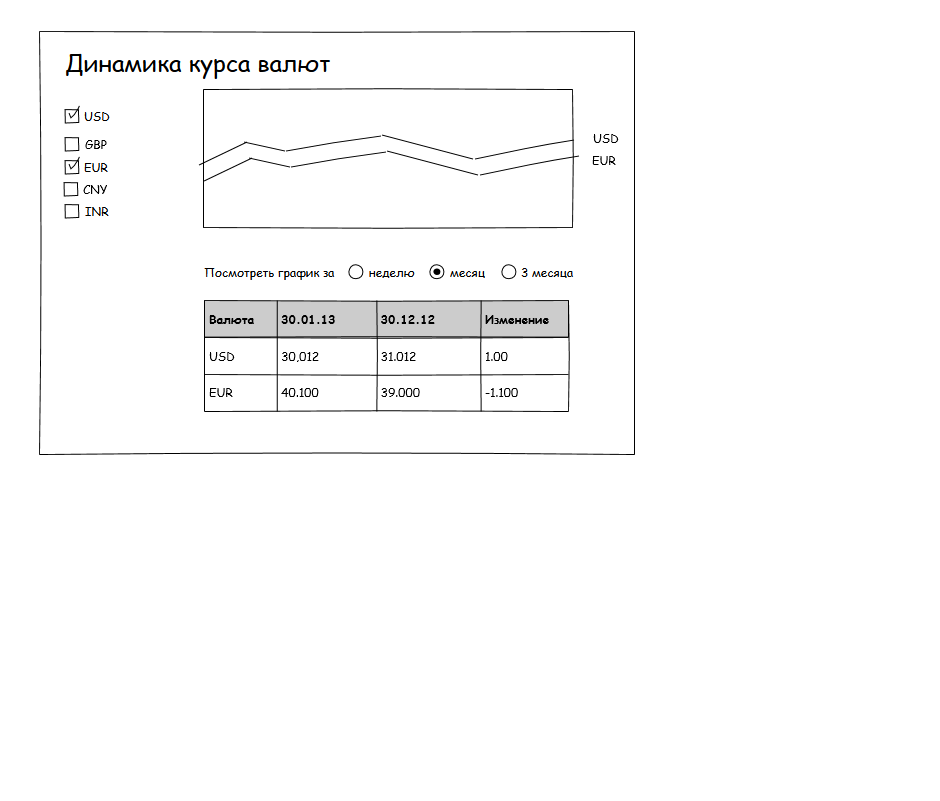 Динамика курса валют
USD
GBP
EUR
CNY
INR
USD
EUR
Посмотреть график за неделю месяц 3 месяца
Валюта 30.01.13 30.12.12 Изменение
USD 30,012 31.012 1.00
EUR 40.100 39.000 -1.100